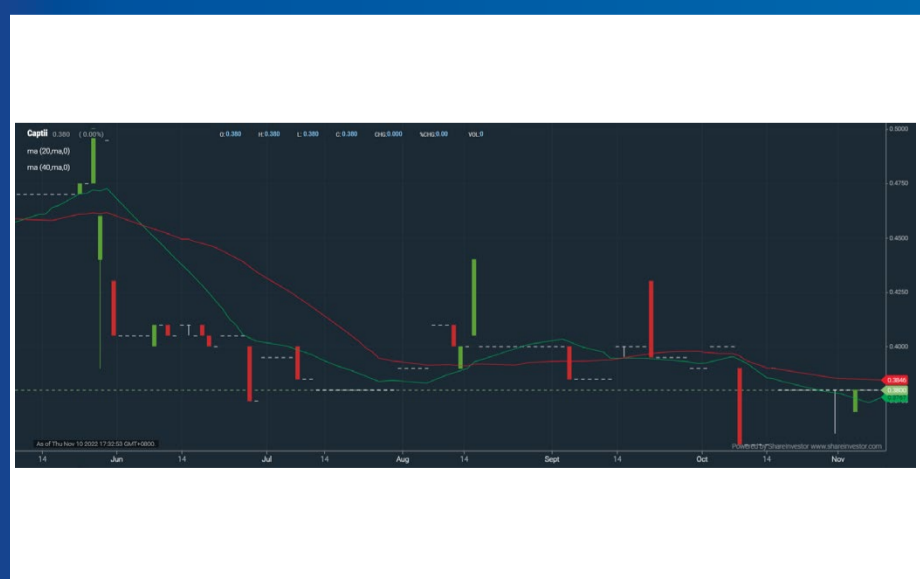 Captii 0.380 ( 0.00%) O:0.380 H:0.380 L: 0.380 C:0.380 CHG:0.000 %CHG:0.00 VOL:0
ma (20,ma,0)
ma (40,ma,0)
0.5000
0.4750
0.4500
0.4250
0.4000
0.3846
0.3800
As of Thu Nov 10 2022 17:52:53 GMT+0800
Powered by ShareInvestor www.shareinvestor.com
14 Jun 14 Jul 14 Aug 14 Sept 14 Oct 14 Nov